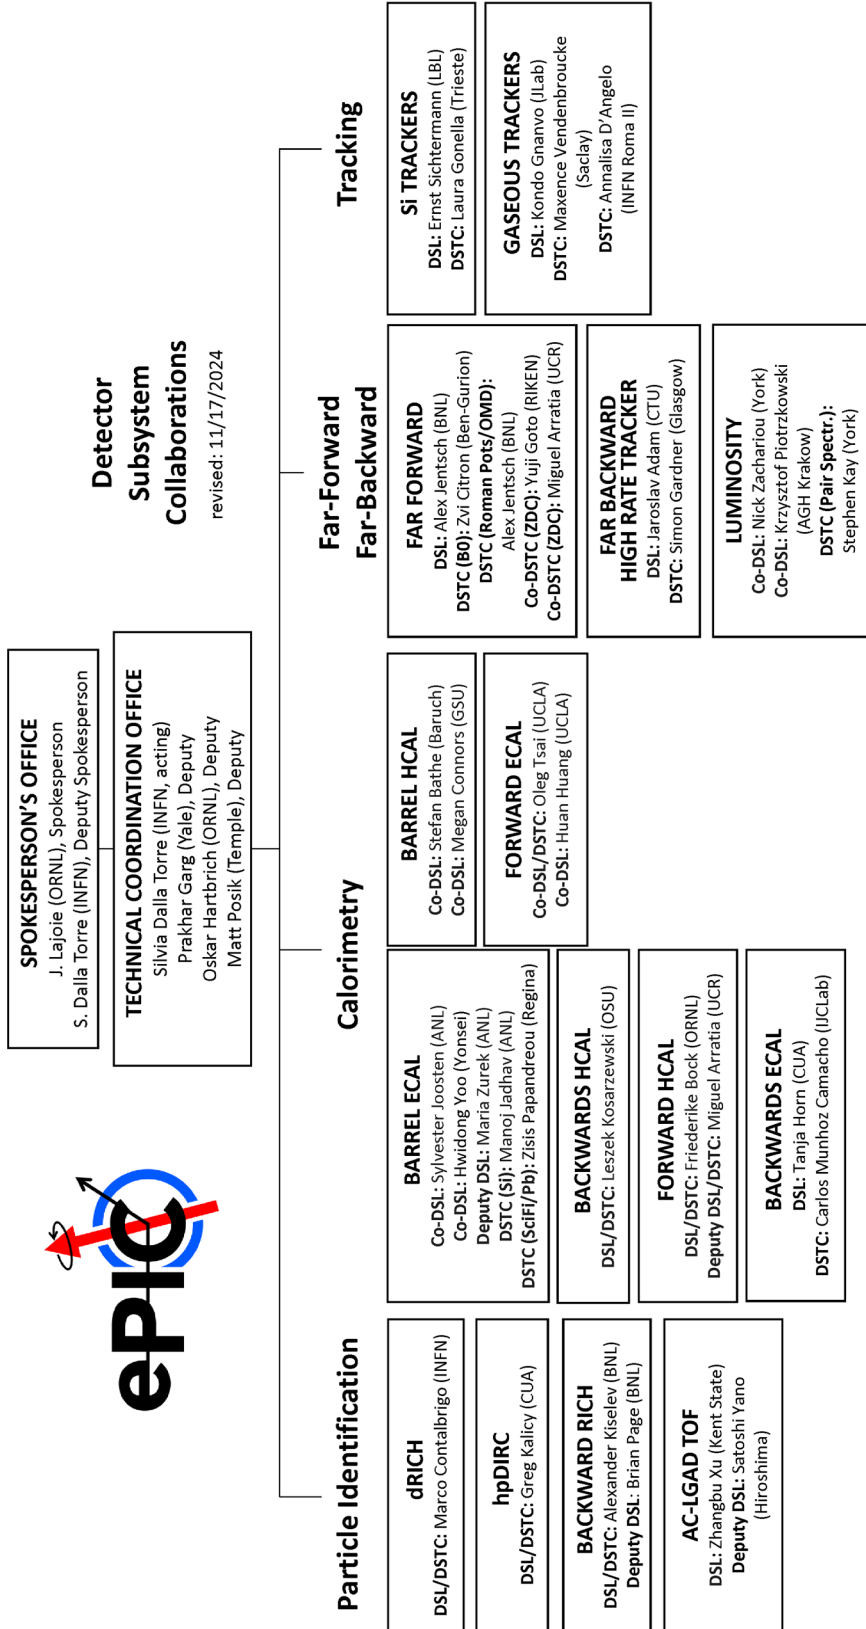 ePIC
SPOKESPERSON'S OFFICE
J. Lajoie (ORNL), Spokesperson
S. Dalla Torre (INFN), Deputy Spokesperson
TECHNICAL COORDINATION OFFICE
Silvia Dalla Torre (INFN, acting)
Prakhar Garg (Yale), Deputy
Oskar Hartbrich (ORNL), Deputy
Matt Posik (Temple), Deputy
Detector
Subsystem
Collaborations
revised: 11/17/2024
Particle Identification
dRICH
DSL/DSTC: Marco Contalbrigo (INFN)
hpDIRC
DSL/DSTC: Greg Kalicy (CUA)
BACKWARD RICH
DSL/DSTC: Alexander Kiselev (BNL)
Deputy DSL: Brian Page (BNL)
AC-LGAD TOF
DSL: Zhangbu Xu (Kent State)
Deputy DSL: Satoshi Yano
(Hiroshima)
Calorimetry
BARREL ECAL
Co-DSL: Sylvester Joosten (ANL)
Co-DSL: Hwidong Yoo (Yonsei)
Deputy DSL: Maria Zurek (ANL)
DSTC (Si): Manoj Jadhav (ANL)
DSTC (SciFi/Pb): Zisis Papandreou (Regina)
BACKWARDS HCAL
DSL/DSTC: Leszek Kosarzewski (OSU)
FORWARD HCAL
DSL/DSTC: Friederike Bock (ORNL)
Deputy DSL/DSTC: Miguel Arratia (UCR)
BACKWARDS ECAL
DSL: Tanja Horn (CUA)
DSTC: Carlos Munhoz Camacho (IJCLab)
BARREL HCAL
Co-DSL: Stefan Bathe (Baruch)
Co-DSL: Megan Connors (GSU)
FORWARD ECAL
Co-DSL/DSTC: Oleg Tsai (UCLA)
Co-DSL: Huan Huang (UCLA)
Far-Forward
Far-Backward
FAR FORWARD
DSL: Alex Jentsch (BNL)
DSTC (B0): Zvi Citron (Ben-Gurion)
DSTC (Roman Pots/OMD):
Alex Jentsch (BNL)
Co-DSTC (ZDC): Yuji Goto (RIKEN)
Co-DSTC (ZDC): Miguel Arratia (UCR)
FAR BACKWARD
HIGH RATE TRACKER
DSL: Jaroslav Adam (CTU)
DSTC: Simon Gardner (Glasgow)
LUMINOSITY
Co-DSL: Nick Zachariou (York)
Co-DSL: Krzysztof Piotrzkowski
(AGH Krakow)
DSTC (Pair Spectr.):
Stephen Kay (York)
Tracking
Si TRACKERS
DSL: Ernst Sichtermann (LBL)
DSTC: Laura Gonella (Trieste)
GASEOUS TRACKERS
DSL: Kondo Gnanvo (JLab)
DSTC: Maxence Vendenbroucke
(Saclay)
DSTC: Annalisa D'Angelo
(INFN Roma II)